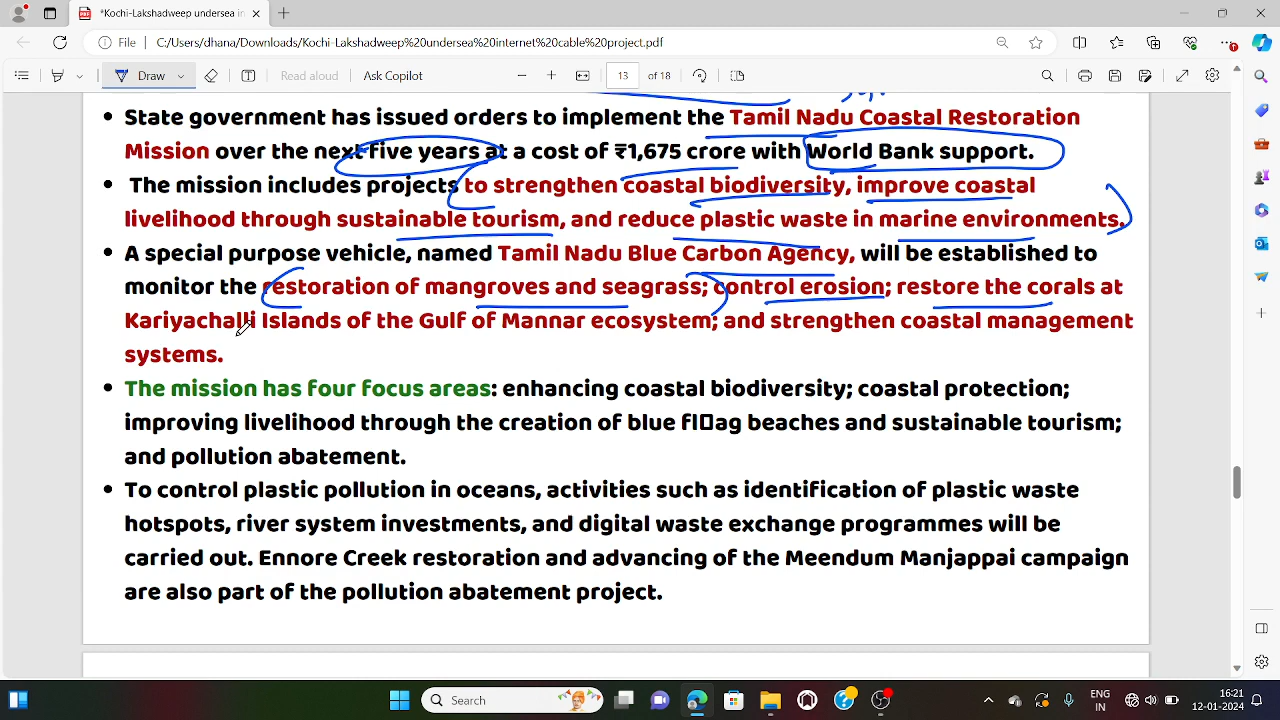 *Kochi-Lakshadweep undersea in
File C:/Users/dhana/Downloads/Kochi-Lakshadweep%20undersea%20internet%20cable%20project.pdf
Draw Read aloud Ask Copilot 13 of 18
State government has issued orders to implement the Tamil Nadu Coastal Restoration
Mission over the next five years at a cost of ₹1,675 crore with World Bank support.
The mission includes projects to strengthen coastal biodiversity, improve coastal
livelihood through sustainable tourism, and reduce plastic waste in marine environments.
A special purpose vehicle, named Tamil Nadu Blue Carbon Agency, will be established to
monitor the restoration of mangroves and seagrass; control erosion; restore the corals at
Kariyachalli Islands of the Gulf of Mannar ecosystem; and strengthen coastal management
systems.
The mission has four focus areas: enhancing coastal biodiversity; coastal protection;
improving livelihood through the creation of blue fl□ag beaches and sustainable tourism;
and pollution abatement.
To control plastic pollution in oceans, activities such as identification of plastic waste
hotspots, river system investments, and digital waste exchange programmes will be
carried out. Ennore Creek restoration and advancing of the Meendum Manjappai campaign
are also part of the pollution abatement project.
Search
ENG 16:21
IN 12-01-2024